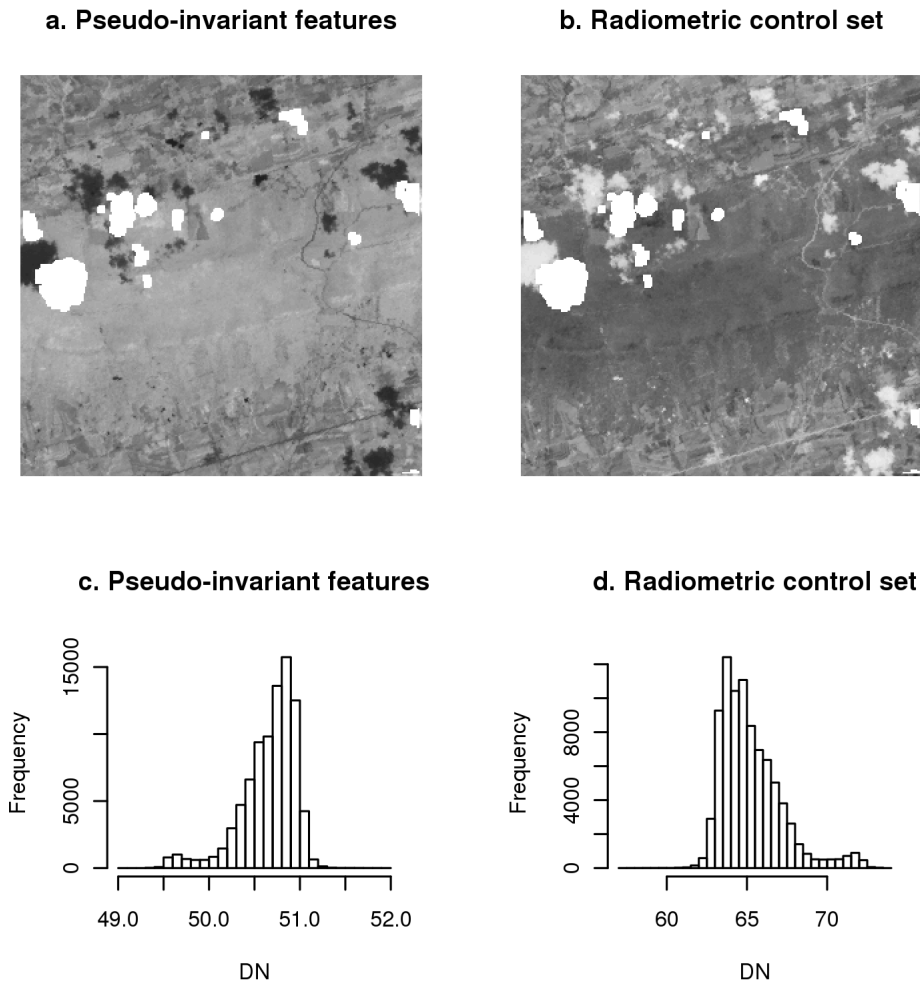 a. Pseudo-invariant features
b. Radiometric control set
c. Pseudo-invariant features
Frequency
15000
5000
0
49.0 50.0 51.0 52.0
DN
d. Radiometric control set
Frequency
8000
4000
0
60 65 70
DN